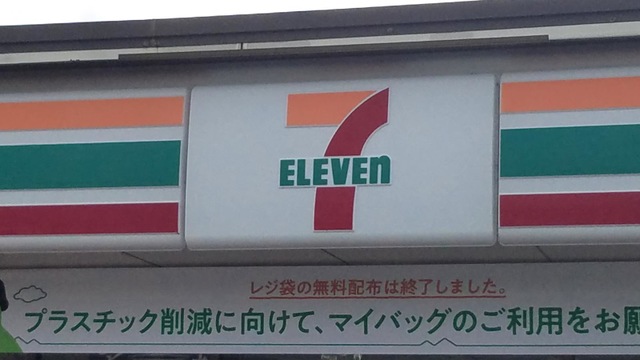 7
ELEVEn
レジ袋の無料配布は終了しました。
プラスチック削減に向けて、マイバッグのご利用をお願